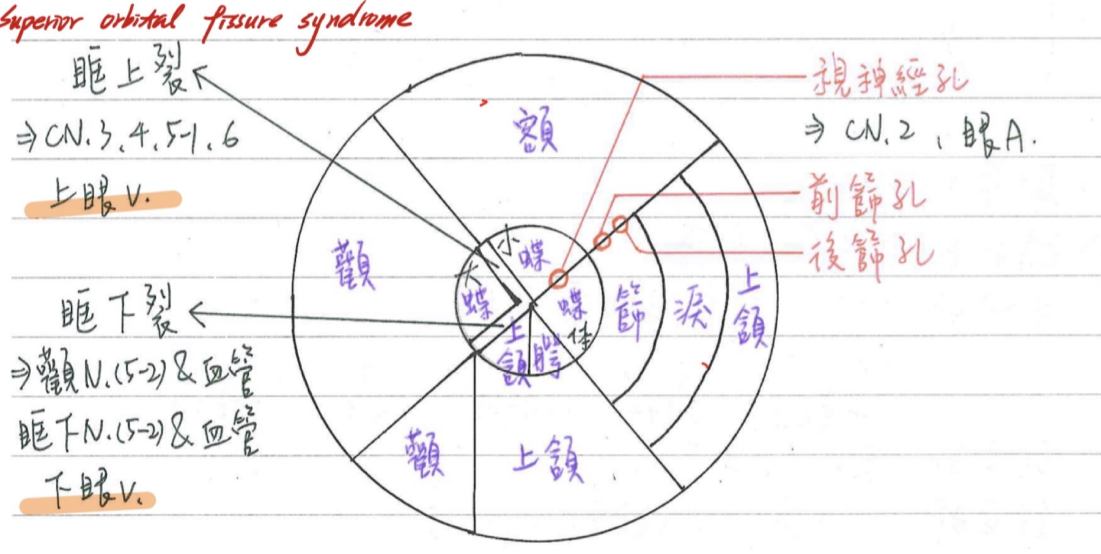 Superior orbital fissure syndrome
眶上裂
⇒ CN.3.4.5-1.6
上眼V.
眶下裂
⇒ 顴N.(5-2)&血管
眶下N.(5-2)&血管
下眼V.
額
顴
小
蝶
大
蝶
蝶
体
上
頜
腭
篩
淚
上
頜
顴
上頜
視神經孔
⇒ CN.2、眼A.
前篩孔
後篩孔